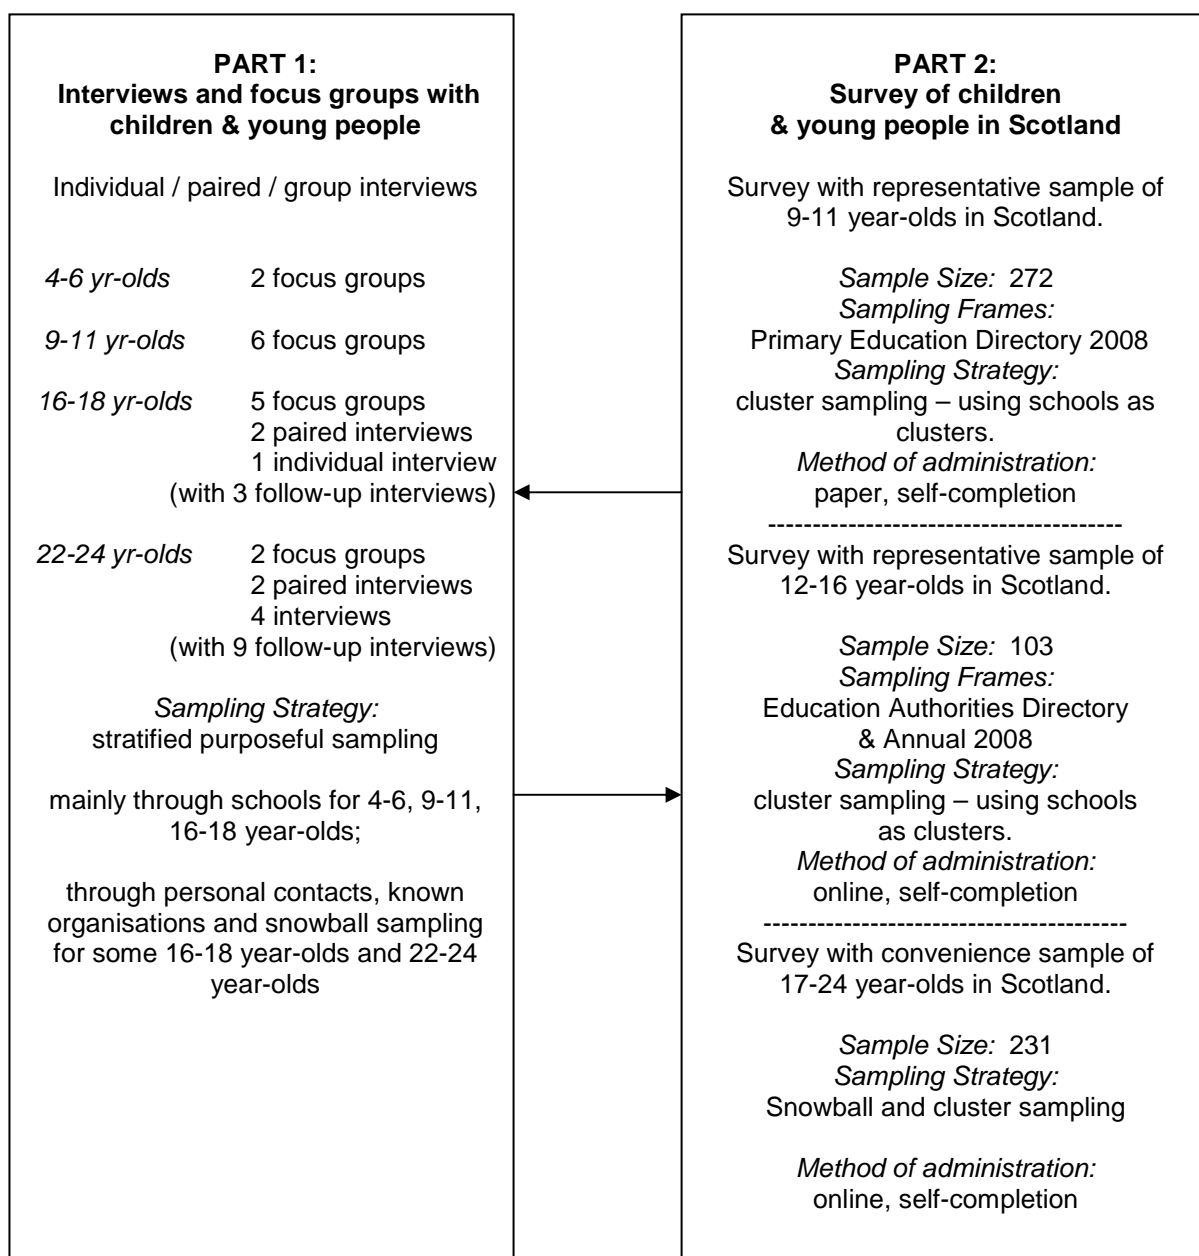 PART 1:
Interviews and focus groups with
children & young people
Individual / paired / group interviews
4-6 yr-olds 2 focus groups
9-11 yr-olds 6 focus groups
16-18 yr-olds 5 focus groups
2 paired interviews
1 individual interview
(with 3 follow-up interviews)
22-24 yr-olds 2 focus groups
2 paired interviews
4 interviews
(with 9 follow-up interviews)
Sampling Strategy:
stratified purposeful sampling
mainly through schools for 4-6, 9-11,
16-18 year-olds;
through personal contacts, known
organisations and snowball sampling
for some 16-18 year-olds and 22-24
year-olds
PART 2:
Survey of children
& young people in Scotland
Survey with representative sample of
9-11 year-olds in Scotland.
Sample Size: 272
Sampling Frames:
Primary Education Directory 2008
Sampling Strategy:
cluster sampling – using schools as
clusters.
Method of administration:
paper, self-completion
----------------------------------------
Survey with representative sample of
12-16 year-olds in Scotland.
Sample Size: 103
Sampling Frames:
Education Authorities Directory
& Annual 2008
Sampling Strategy:
cluster sampling – using schools
as clusters.
Method of administration:
online, self-completion
-----------------------------------------
Survey with convenience sample of
17-24 year-olds in Scotland.
Sample Size: 231
Sampling Strategy:
Snowball and cluster sampling
Method of administration:
online, self-completion